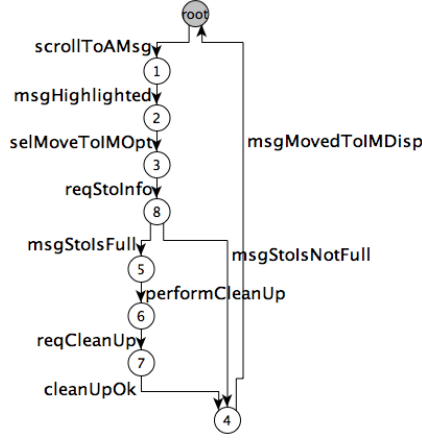 root
scrollToAMsg
1
msgHighlighted
2
msgMovedToIMDisp
selMoveToIMOpt
3
reqStoInfo
8
msgStoIsFull
msgStoIsNotFull
5
performCleanUp
6
reqCleanUp
7
cleanUpOk
4